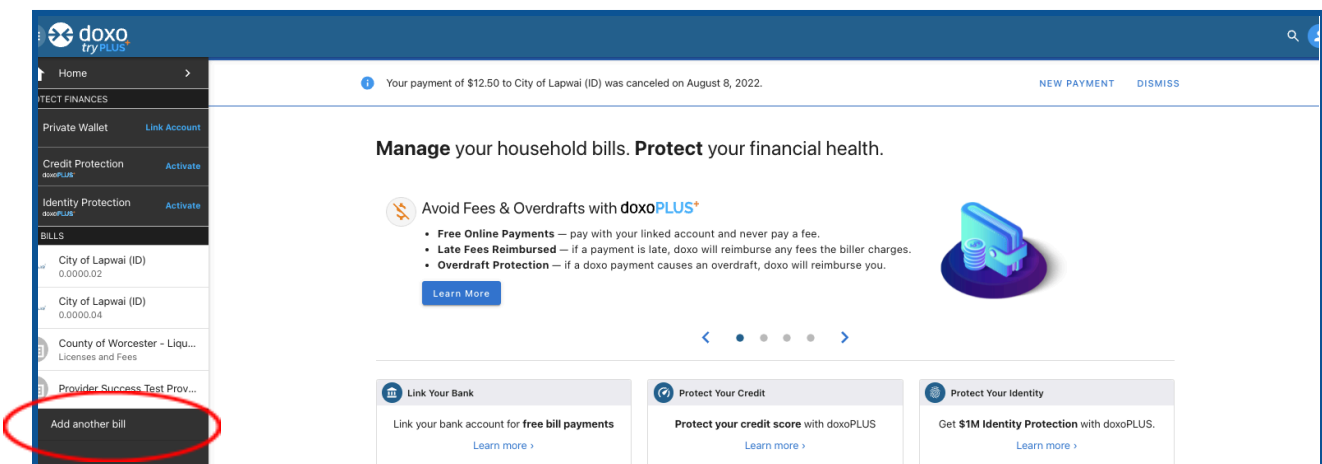 doxo
try PLUS+
Home
TECT FINANCES
Private Wallet Link Account
Credit Protection Activate
doxoPLUS+
Identity Protection Activate
doxoPLUS+
BILLS
City of Lapwai (ID)
0.0000.02
City of Lapwai (ID)
0.0000.04
County of Worcester - Liqu...
Licenses and Fees
Provider Success Test Prov...
Add another bill
Your payment of $12.50 to City of Lapwai (ID) was canceled on August 8, 2022. NEW PAYMENT DISMISS
Manage your household bills. Protect your financial health.
Avoid Fees & Overdrafts with doxoPLUS+
• Free Online Payments — pay with your linked account and never pay a fee.
• Late Fees Reimbursed — if a payment is late, doxo will reimburse any fees the biller charges.
• Overdraft Protection — if a doxo payment causes an overdraft, doxo will reimburse you.
Learn More
Link Your Bank
Link your bank account for free bill payments
Learn more ›
Protect Your Credit
Protect your credit score with doxoPLUS
Learn more ›
Protect Your Identity
Get $1M Identity Protection with doxoPLUS.
Learn more ›